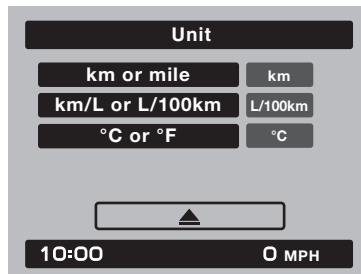 Unit
km or mile km
km/L or L/100km L/100km
°C or °F °C
10:00 0 MPH